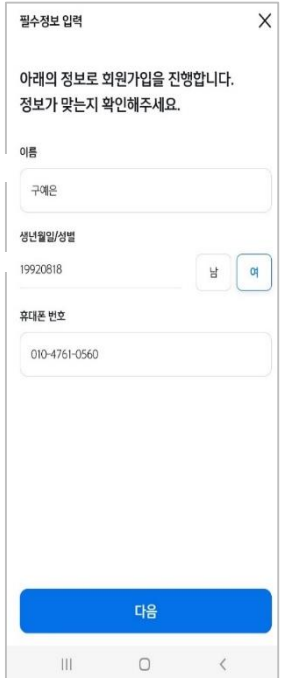 필수정보 입력
아래의 정보로 회원가입을 진행합니다.
정보가 맞는지 확인해주세요.
이름
구예은
생년월일/성별
19920818
남
여
휴대폰 번호
010-4761-0560
다음